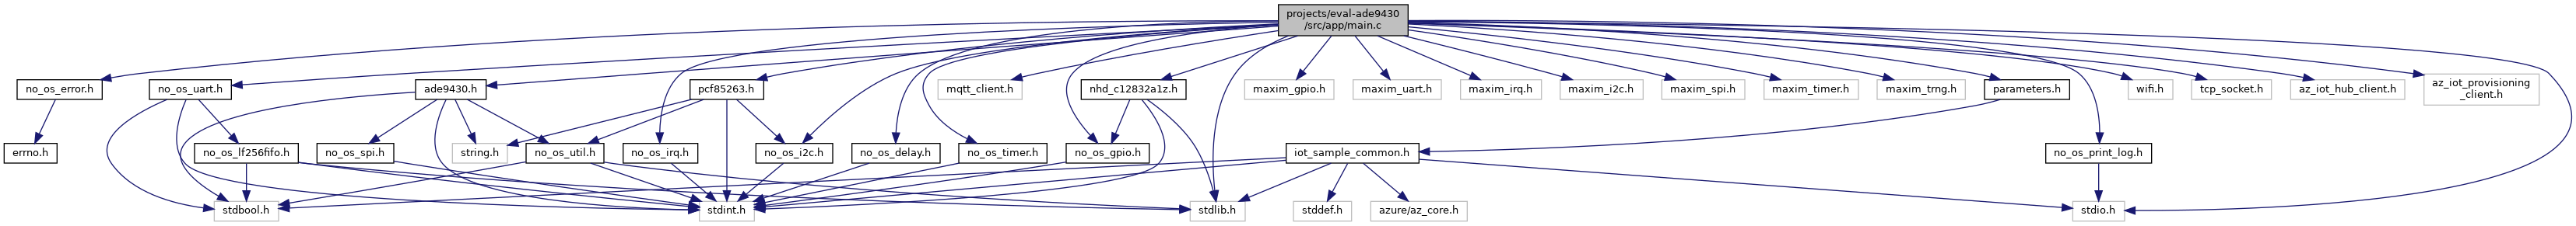 projects/eval-ade9430
/src/app/main.c
no_os_error.h
no_os_uart.h
ade9430.h
pcf85263.h
mqtt_client.h
nhd_c12832a1z.h
maxim_gpio.h
maxim_uart.h
maxim_irq.h
maxim_i2c.h
maxim_spi.h
maxim_timer.h
maxim_trng.h
parameters.h
wifi.h
tcp_socket.h
az_iot_hub_client.h
az_iot_provisioning
_client.h
errno.h
no_os_lf256fifo.h
no_os_spi.h
string.h
no_os_util.h
no_os_irq.h
no_os_i2c.h
no_os_delay.h
no_os_timer.h
no_os_gpio.h
iot_sample_common.h
no_os_print_log.h
stdbool.h
stdint.h
stdlib.h
stddef.h
azure/az_core.h
stdio.h